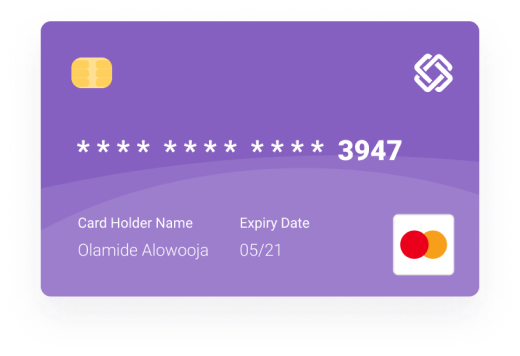 **** **** **** 3947
Card Holder Name Expiry Date
Olamide Alowooja 05/21